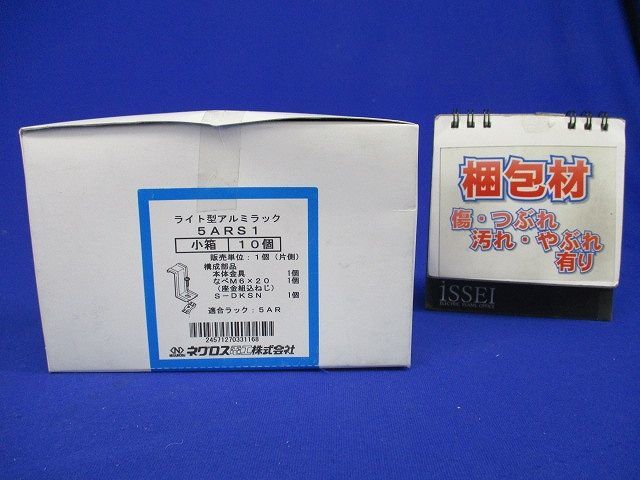 ライト型アルミラック
5ARS1
小箱 10個
販売単位：1個（片側）
構成部品
本体金具 1個
なべM6×20 1個
（座金組込ねじ）
S－DKSN 1個
適合ラック：5AR
24571270331168
ネグロス電工株式会社
梱包材
傷・つぶれ
汚れ・やぶれ
有り
iSSEI